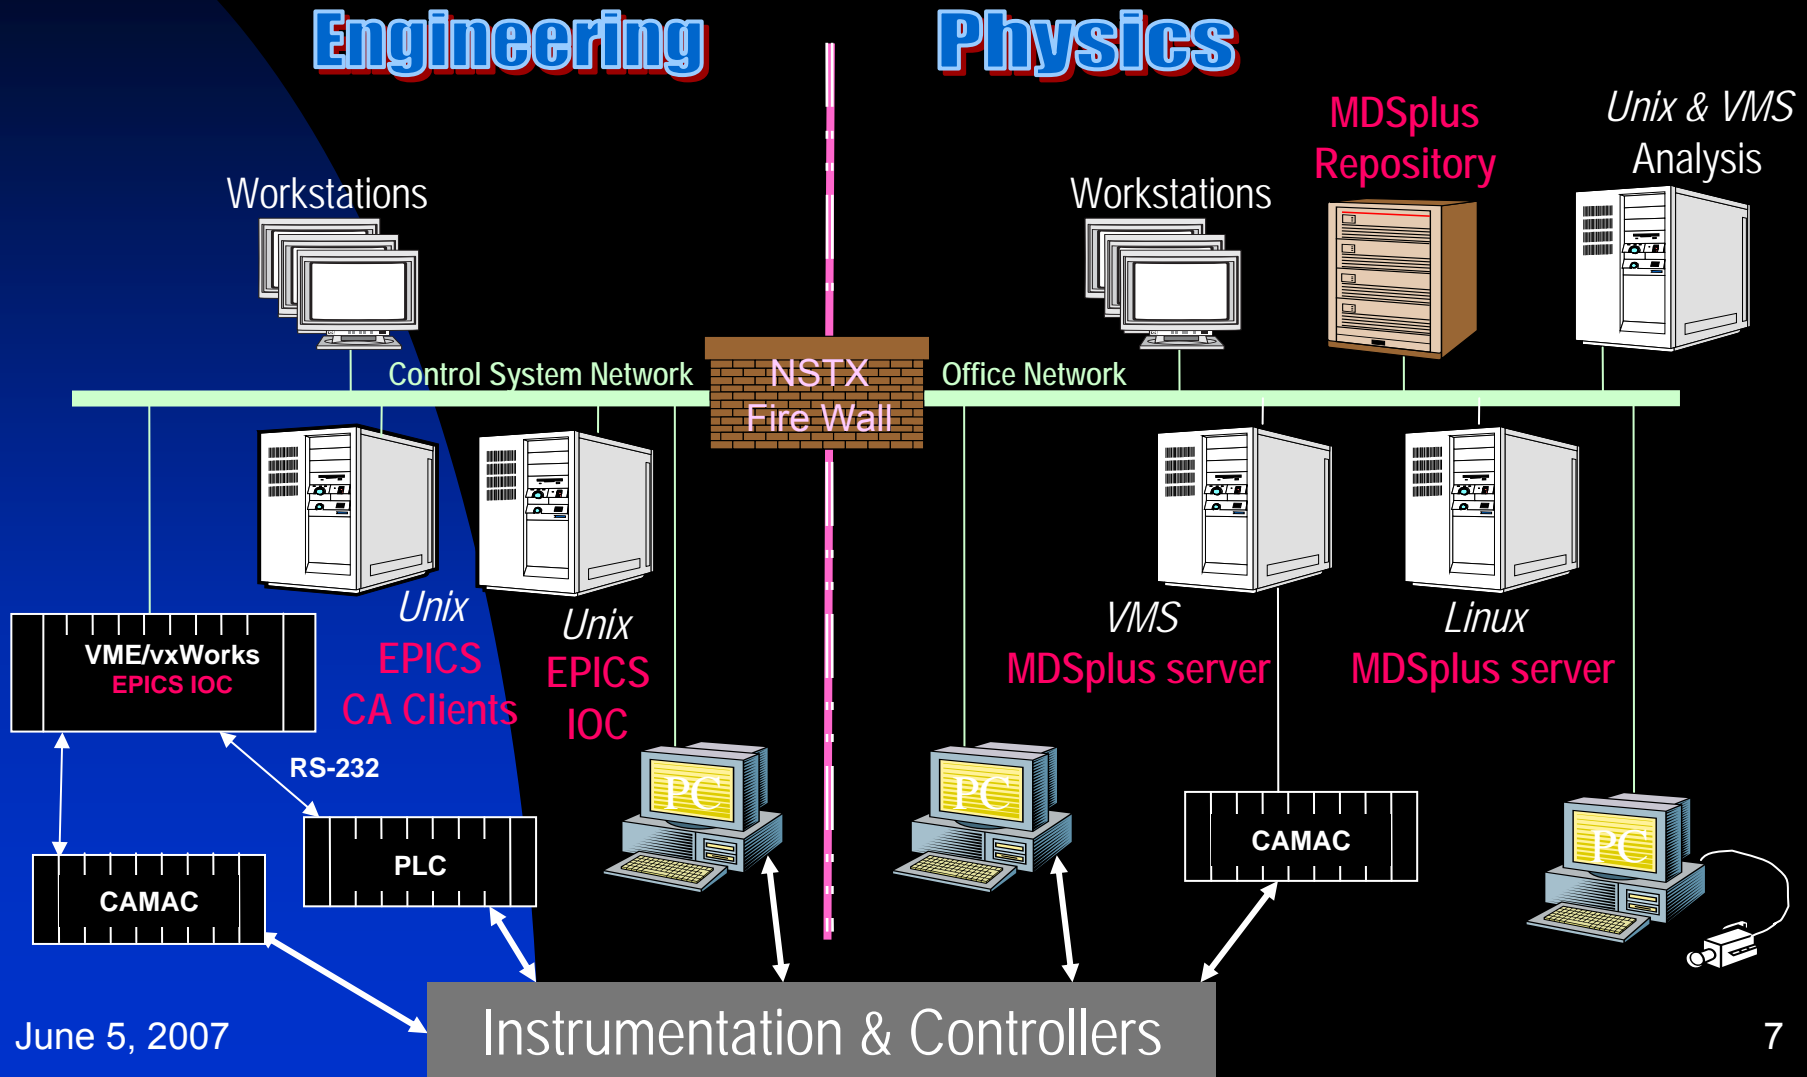 Engineering
Physics
MDSplus
Repository
Unix & VMS
Analysis
Workstations
Workstations
Control System Network
NSTX
Fire Wall
Office Network
Unix
EPICS
CA Clients
Unix
EPICS
IOC
VMS
MDSplus server
Linux
MDSplus server
VME/vxWorks
EPICS IOC
RS-232
PC
PC
PC
PLC
CAMAC
CAMAC
Instrumentation & Controllers
June 5, 2007
7